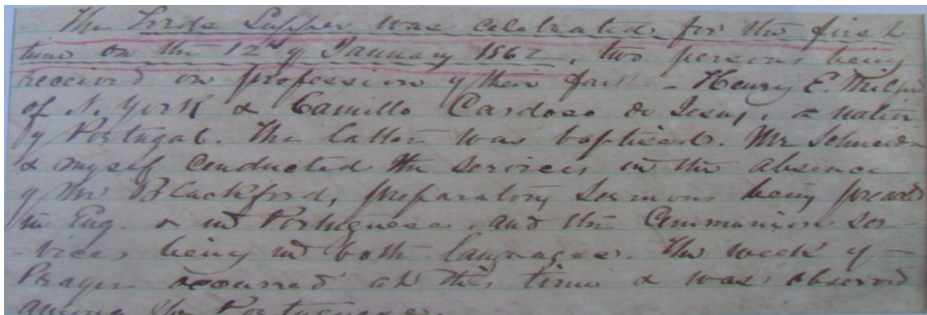 The Lords Supper was celebrated for the first
time on the 12th of January 1862, two persons being
received on profession of their faith - Henry E. Milford
of N. York & Camillo Cardoso de Jesus, a native
of Portugal. The latter was baptised. Mr Schneider
& myself conducted the services in the absence
of Mr Blackford, preparatory sermons being preached
in Eng. & in Portuguese, and the Communion ser-
-vices being in both languages. The week of
Prayer occurred at this time & was observed
among the Portuguese.